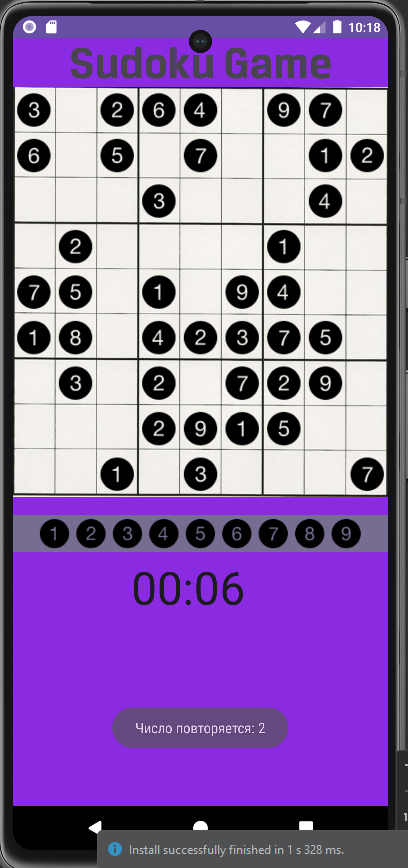 10:18
Sudoku Game
3 2 6 4 9 7
6 5 7 1 2
3 4
2 1
7 5 1 9 4
1 8 4 2 3 7 5
3 2 7 2 9
2 9 1 5
1 3 7
1 2 3 4 5 6 7 8 9
00:06
Число повторяется: 2
Install successfully finished in 1 s 328 ms.